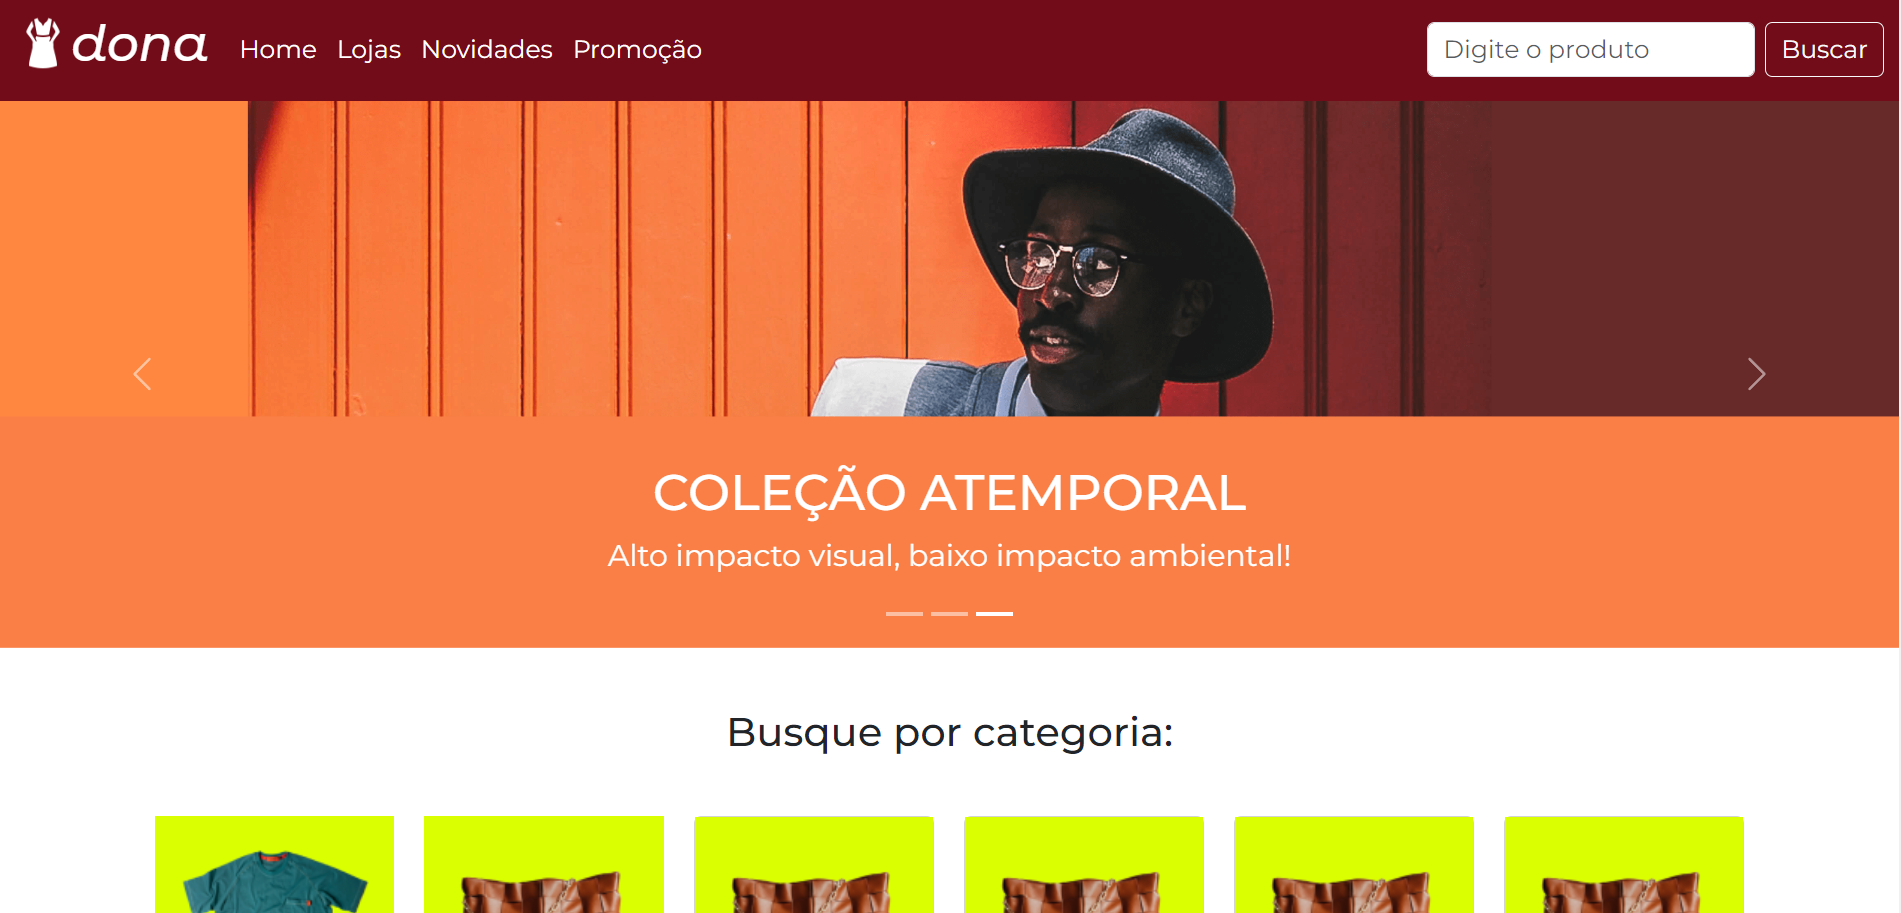 dona
Home Lojas Novidades Promoção
Digite o produto
Buscar
COLEÇÃO ATEMPORAL
Alto impacto visual, baixo impacto ambiental!
Busque por categoria: